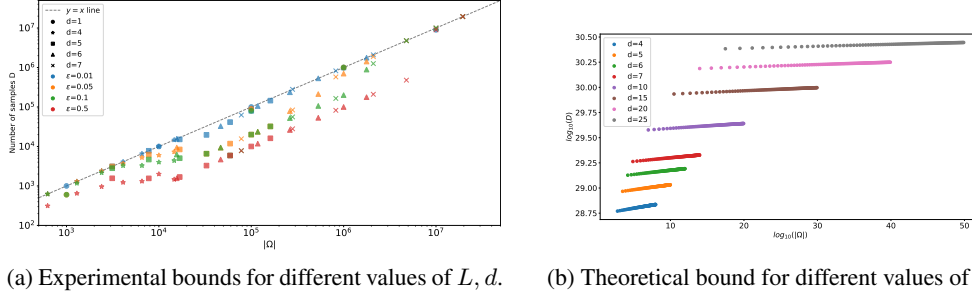 10^7
10^6
10^5
10^4
10^3
10^2
Number of samples D
y = x line
d=1
d=4
d=5
d=6
d=7
ε=0.01
ε=0.05
ε=0.1
ε=0.5
10^3 10^4 10^5 10^6 10^7
|Ω|
(a) Experimental bounds for different values of L, d.
30.50
30.25
30.00
29.75
29.50
29.25
29.00
28.75
log₁₀(D)
d=4
d=5
d=6
d=7
d=10
d=15
d=20
d=25
0 10 20 30 40 50
log₁₀(|Ω|)
(b) Theoretical bound for different values of